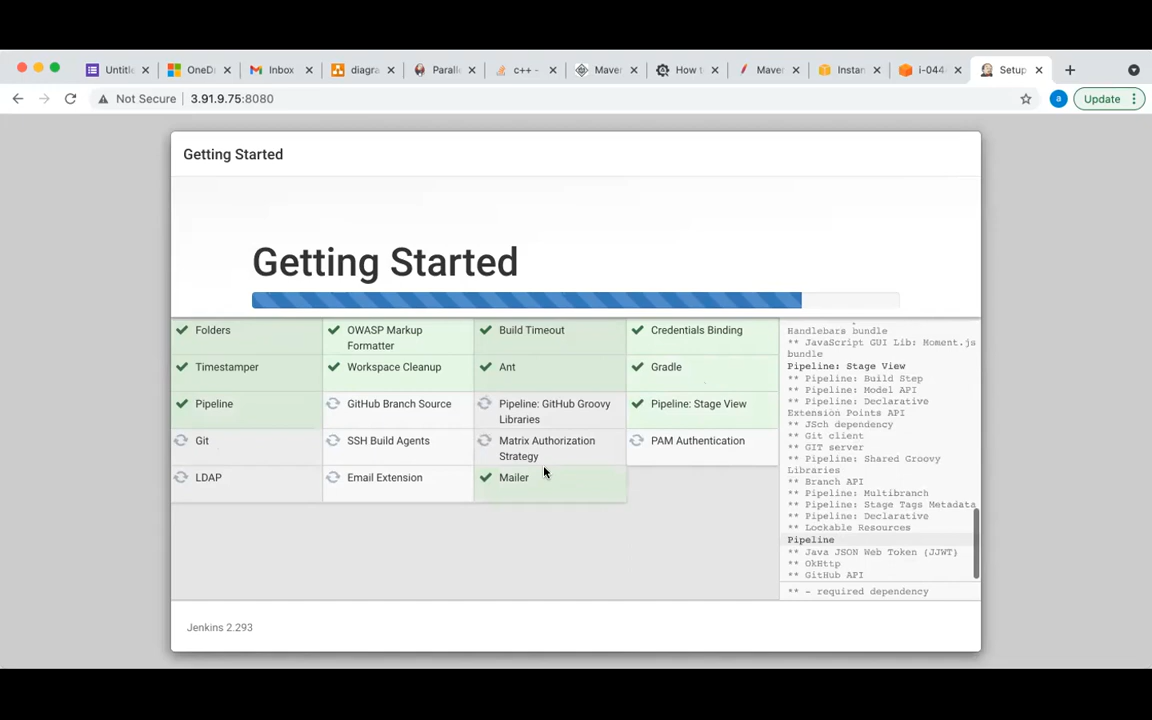 Untitl
OneD
Inbox
diagra
Parall
c++ -
Maver
How t
Maver
Instan
i-044
Setup
Not Secure
3.91.9.75:8080
a
Update
Getting Started
Getting Started
Folders
OWASP Markup
Formatter
Build Timeout
Credentials Binding
Timestamper
Workspace Cleanup
Ant
Gradle
Pipeline
GitHub Branch Source
Pipeline: GitHub Groovy
Libraries
Pipeline: Stage View
Git
SSH Build Agents
Matrix Authorization
Strategy
PAM Authentication
LDAP
Email Extension
Mailer
Handlebars bundle
** JavaScript GUI Lib: Moment.js
bundle
Pipeline: Stage View
** Pipeline: Build Step
** Pipeline: Model API
** Pipeline: Declarative
Extension Points API
** JSch dependency
** Git client
** GIT server
** Pipeline: Shared Groovy
Libraries
** Branch API
** Pipeline: Multibranch
** Pipeline: Stage Tags Metadata
** Pipeline: Declarative
** Lockable Resources
Pipeline
** Java JSON Web Token (JJWT)
** OkHttp
** GitHub API
** - required dependency
Jenkins 2.293